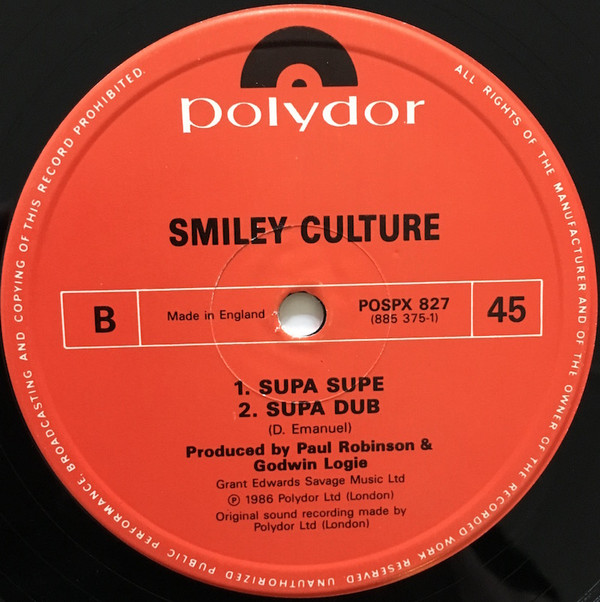 polydor
SMILEY CULTURE
B
Made in England
POSPX 827
(885 375-1)
45
1. SUPA SUPE
2. SUPA DUB
(D. Emanuel)
Produced by Paul Robinson &
Godwin Logie
Grant Edwards Savage Music Ltd
℗ 1986 Polydor Ltd (London)
Original sound recording made by
Polydor Ltd (London)
ALL RIGHTS OF THE MANUFACTURER AND OF THE OWNER OF THE RECORDED WORK RESERVED. UNAUTHORIZED PUBLIC PERFORMANCE, BROADCASTING AND COPYING OF THIS RECORD PROHIBITED.